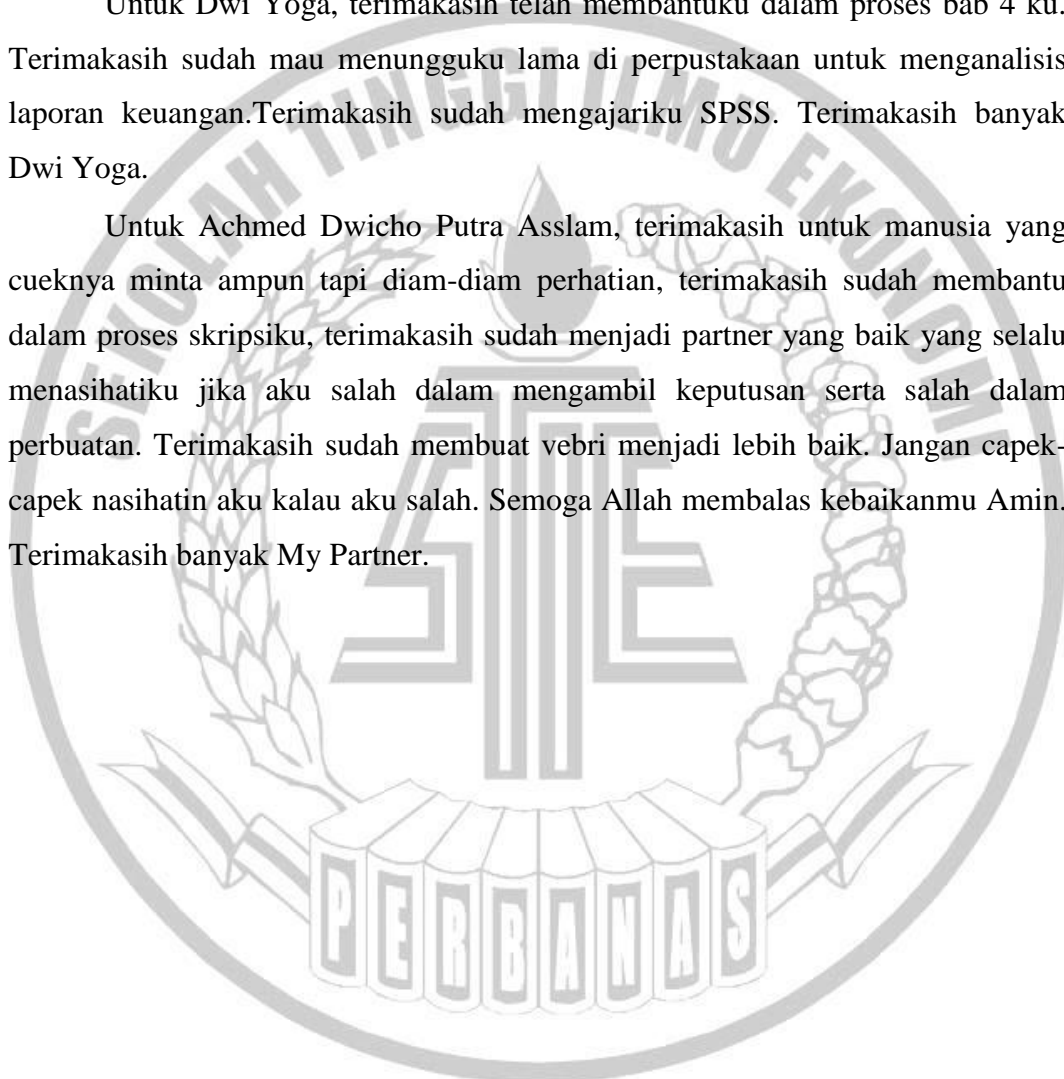 Untuk Dwi Yoga, terimakasih telah membantuku dalam proses bab 4 ku.
Terimakasih sudah mau menungguku lama di perpustakaan untuk menganalisis
laporan keuangan.Terimakasih sudah mengajariku SPSS. Terimakasih banyak
Dwi Yoga.
Untuk Achmed Dwicho Putra Asslam, terimakasih untuk manusia yang
cueknya minta ampun tapi diam-diam perhatian, terimakasih sudah membantu
dalam proses skripsiku, terimakasih sudah menjadi partner yang baik yang selalu
menasihatiku jika aku salah dalam mengambil keputusan serta salah dalam
perbuatan. Terimakasih sudah membuat vebri menjadi lebih baik. Jangan capek-
capek nasihatin aku kalau aku salah. Semoga Allah membalas kebaikanmu Amin.
Terimakasih banyak My Partner.
SEKOLAH TINGGI ILMU EKONOMI
STIE
PERBANAS